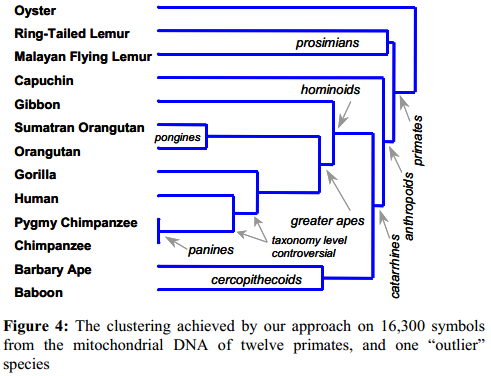 Oyster
Ring-Tailed Lemur
prosimians
Malayan Flying Lemur
Capuchin
hominoids
Gibbon
Sumatran Orangutan
pongines
Orangutan
primates
anthropoids
Gorilla
Human
greater apes
Pygmy Chimpanzee
taxonomy level
controversial
panines
Chimpanzee
catarrhines
Barbary Ape
cercopithecoids
Baboon
Figure 4: The clustering achieved by our approach on 16,300 symbols
from the mitochondrial DNA of twelve primates, and one “outlier”
species